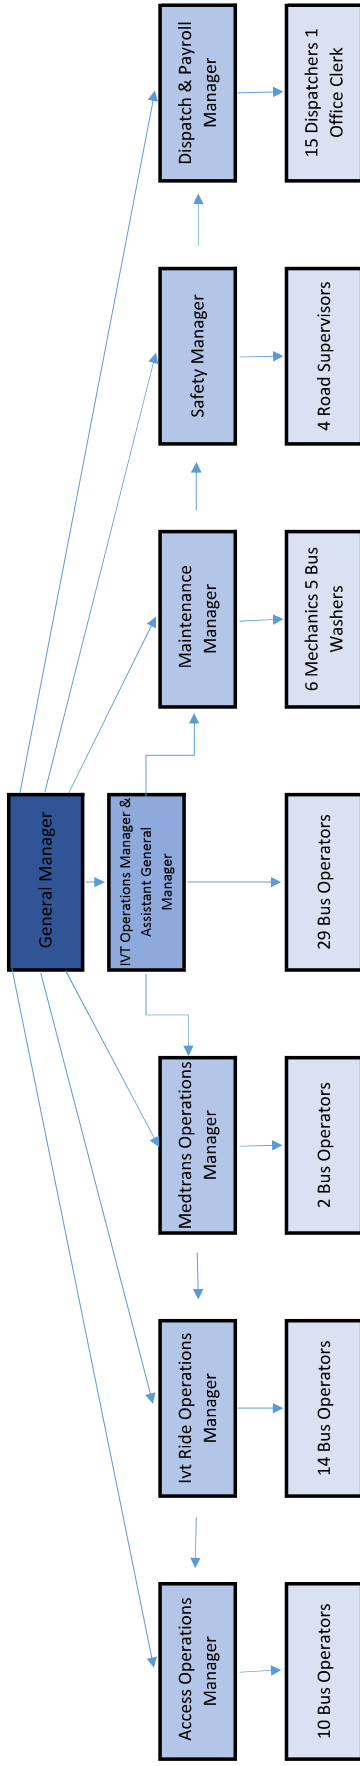 General Manager
IVT Operations Manager &
Assistant General
Manager
Access Operations
Manager
Ivt Ride Operations
Manager
Medtrans Operations
Manager
Maintenance
Manager
Safety Manager
Dispatch & Payroll
Manager
10 Bus Operators
14 Bus Operators
2 Bus Operators
29 Bus Operators
6 Mechanics 5 Bus
Washers
4 Road Supervisors
15 Dispatchers 1
Office Clerk